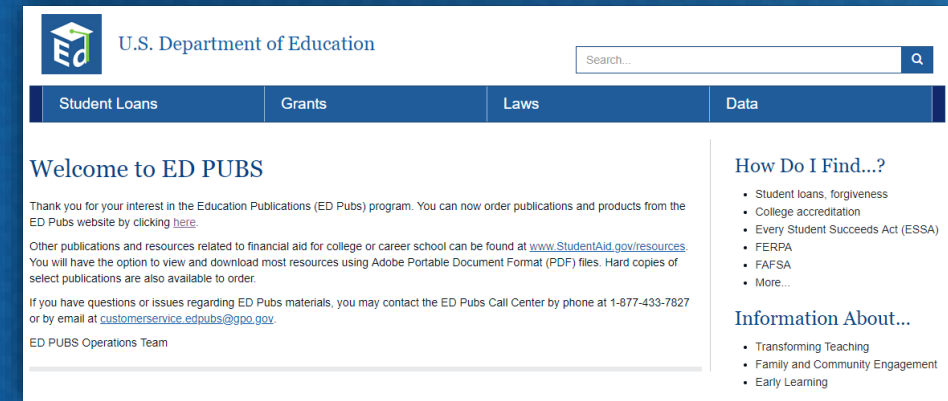 Ed
U.S. Department of Education
Search...
Student Loans
Grants
Laws
Data
Welcome to ED PUBS
Thank you for your interest in the Education Publications (ED Pubs) program. You can now order publications and products from the
ED Pubs website by clicking here.
Other publications and resources related to financial aid for college or career school can be found at www.StudentAid.gov/resources.
You will have the option to view and download most resources using Adobe Portable Document Format (PDF) files. Hard copies of
select publications are also available to order.
If you have questions or issues regarding ED Pubs materials, you may contact the ED Pubs Call Center by phone at 1-877-433-7827
or by email at customerservice.edpubs@gpo.gov.
ED PUBS Operations Team
How Do I Find...?
• Student loans, forgiveness
• College accreditation
• Every Student Succeeds Act (ESSA)
• FERPA
• FAFSA
• More...
Information About...
• Transforming Teaching
• Family and Community Engagement
• Early Learning